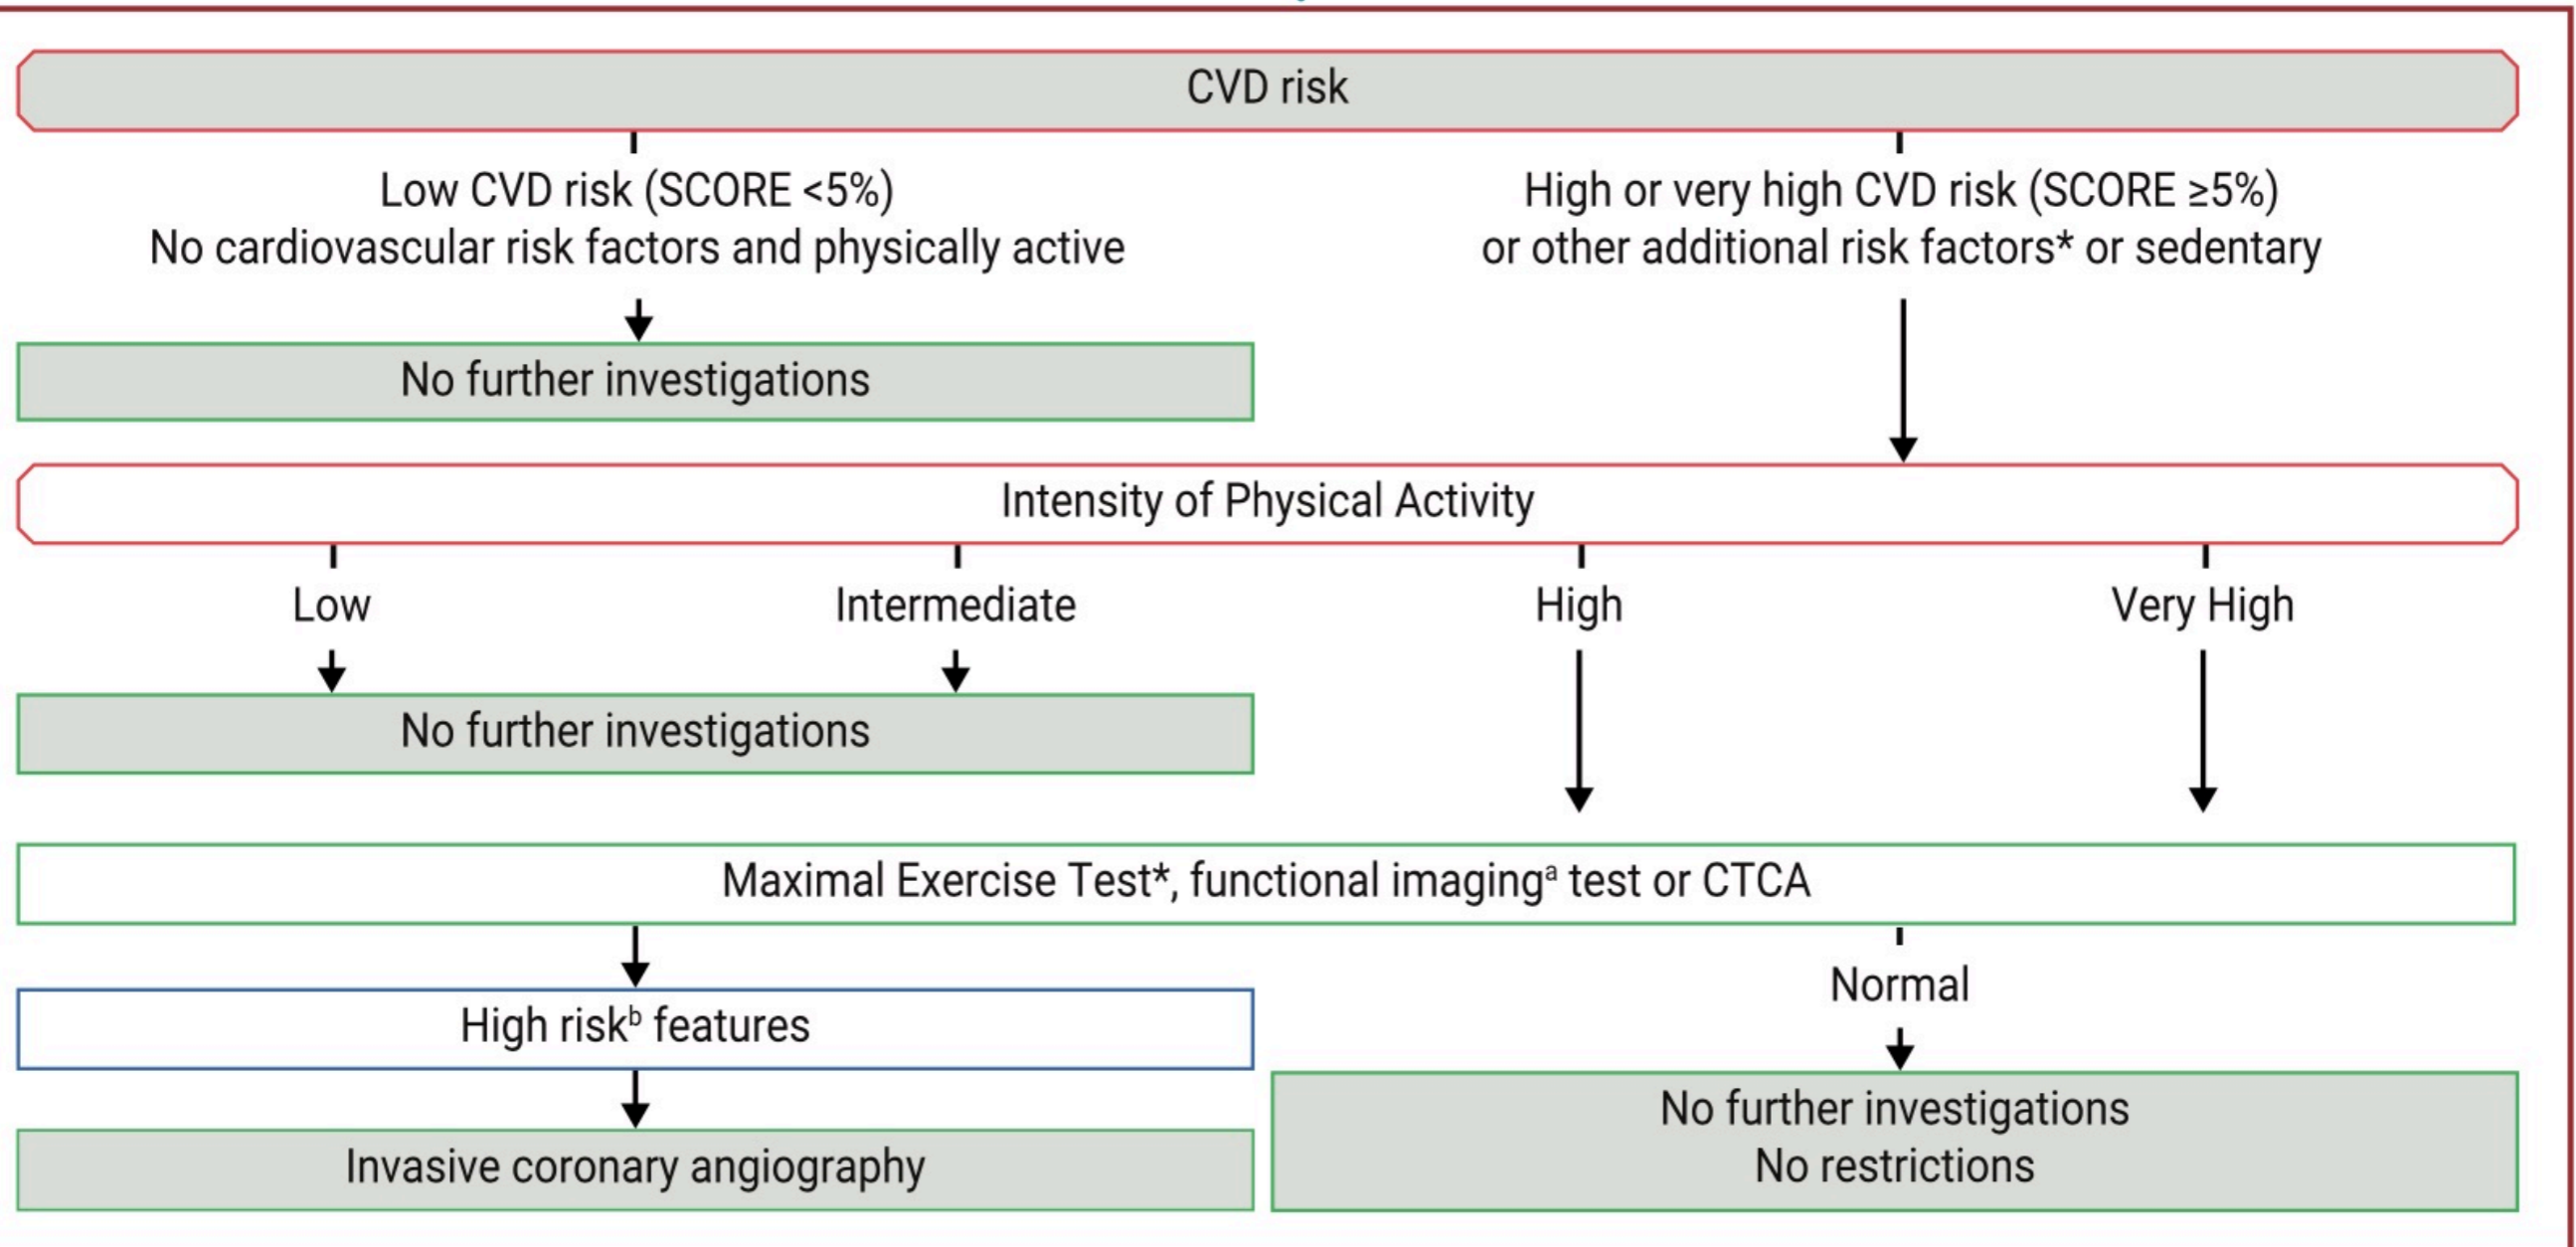 CVD risk
Low CVD risk (SCORE <5%)
No cardiovascular risk factors and physically active
High or very high CVD risk (SCORE ≥5%)
or other additional risk factors* or sedentary
No further investigations
Intensity of Physical Activity
Low
Intermediate
High
Very High
No further investigations
Maximal Exercise Test*, functional imagingᵃ test or CTCA
High riskᵇ features
Normal
Invasive coronary angiography
No further investigations
No restrictions